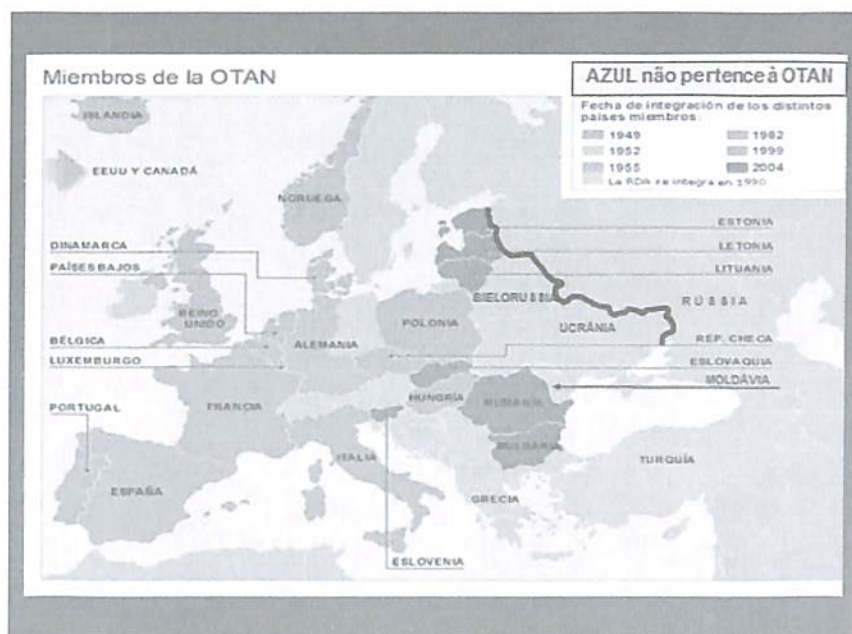 Miembros de la OTAN
AZUL não pertence à OTAN
Fecha de integración de los distintos
países miembros:
1949
1982
1952
1999
1955
2004
La RDA se integra en 1990
ISLANDIA
EEUU Y CANADÁ
NORUEGA
ESTONIA
DINAMARCA
LETONIA
PAÍSES BAJOS
LITUANIA
BIELORUSSIA
RÚSSIA
REINO
UNIDO
POLONIA
UCRÂNIA
BÉLGICA
ALEMANIA
REP. CHECA
LUXEMBURGO
ESLOVAQUIA
MOLDÁVIA
HUNGRÍA
PORTUGAL
FRANCIA
RUMANÍA
BULGARIA
ITALIA
TURQUÍA
ESPAÑA
GRECIA
ESLOVENIA